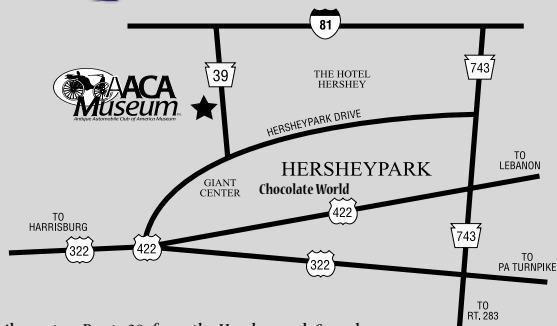 81
39
743
THE HOTEL
HERSHEY
AACA
Museum
Antique Automobile Club of America Museum
HERSHEYPARK DRIVE
HERSHEYPARK
TO
LEBANON
GIANT
CENTER
Chocolate World
422
TO
HARRISBURG
322
422
743
322
TO
PA TURNPIKE
TO
RT. 283